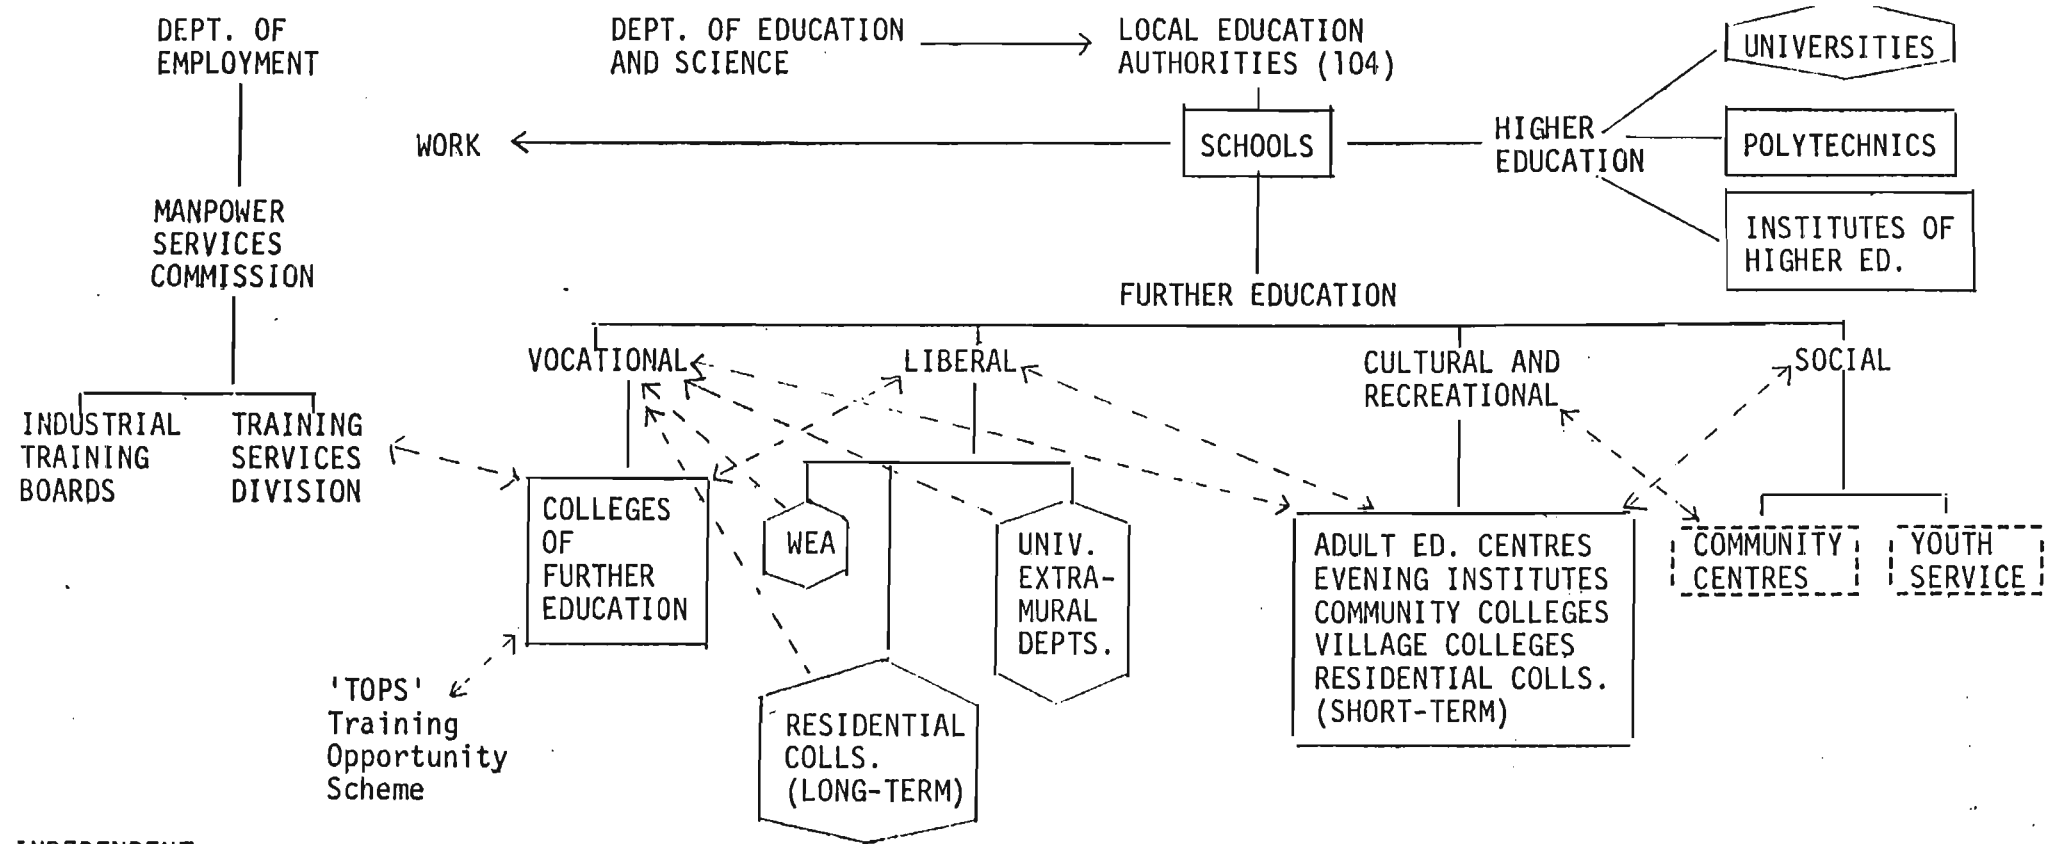 DEPT. OF
EMPLOYMENT
DEPT. OF EDUCATION
AND SCIENCE
LOCAL EDUCATION
AUTHORITIES (104)
UNIVERSITIES
WORK
SCHOOLS
HIGHER
EDUCATION
POLYTECHNICS
INSTITUTES OF
HIGHER ED.
MANPOWER
SERVICES
COMMISSION
FURTHER EDUCATION
VOCATIONAL
LIBERAL
CULTURAL AND
RECREATIONAL
SOCIAL
INDUSTRIAL
TRAINING
BOARDS
TRAINING
SERVICES
DIVISION
COLLEGES
OF
FURTHER
EDUCATION
WEA
UNIV.
EXTRA-
MURAL
DEPTS.
ADULT ED. CENTRES
EVENING INSTITUTES
COMMUNITY COLLEGES
VILLAGE COLLEGES
RESIDENTIAL COLLS.
(SHORT-TERM)
COMMUNITY
CENTRES
YOUTH
SERVICE
'TOPS'
Training
Opportunity
Scheme
RESIDENTIAL
COLLS.
(LONG-TERM)